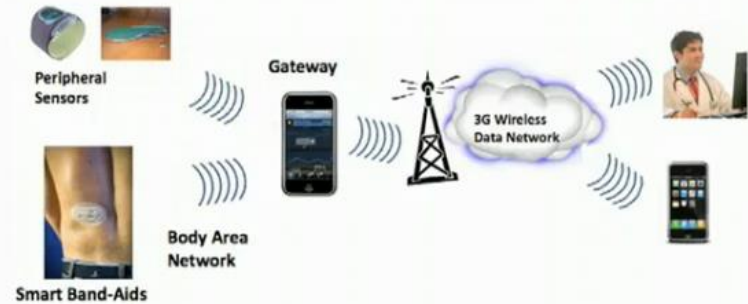 Peripheral
Sensors
Gateway
3G Wireless
Data Network
Body Area
Network
Smart Band-Aids